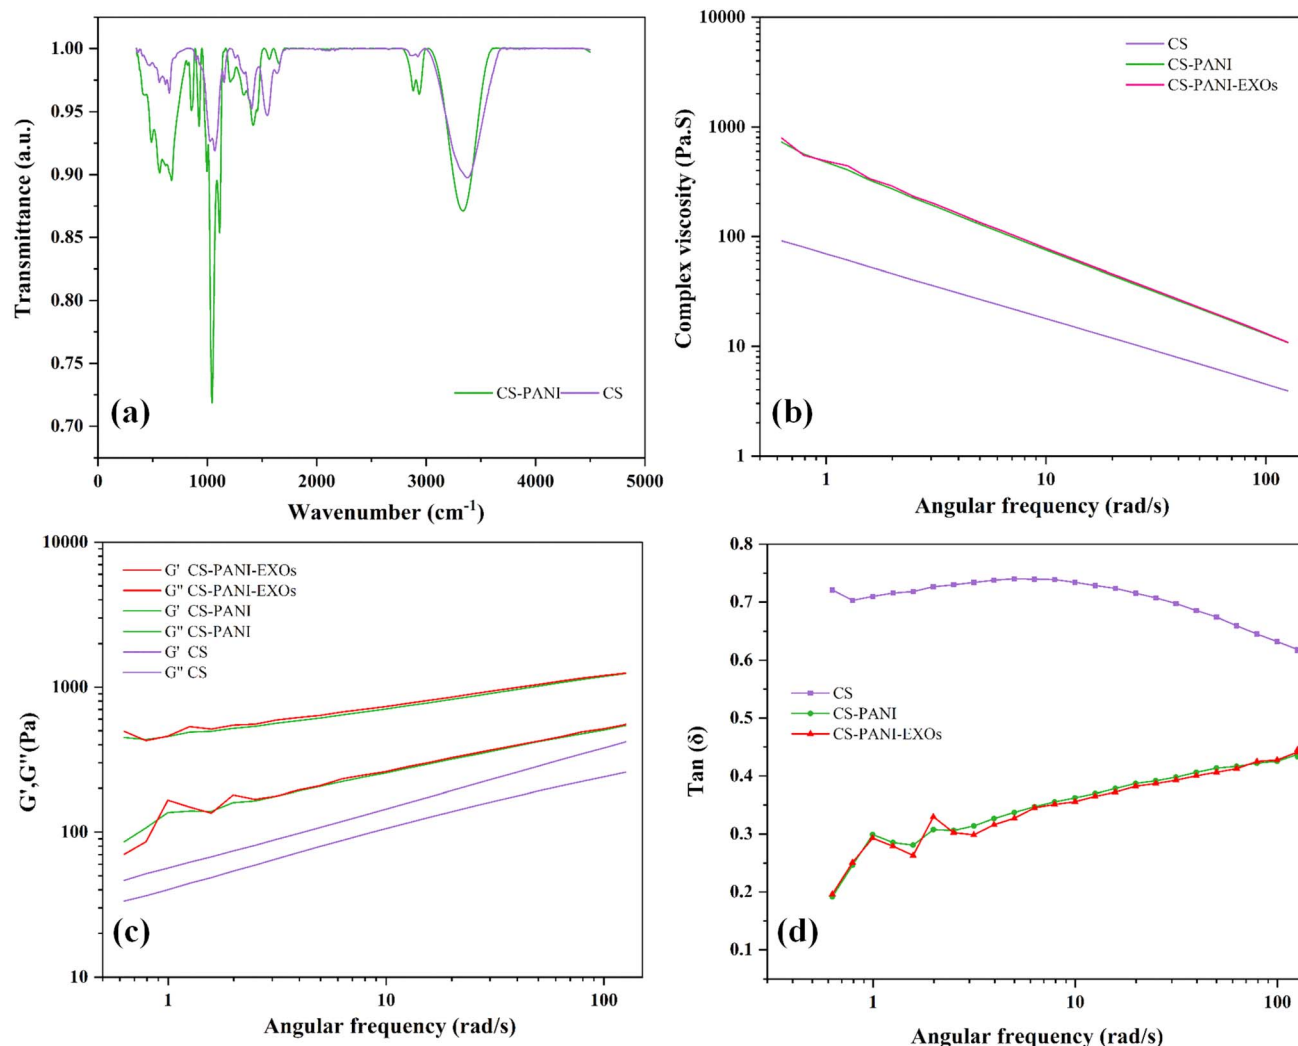 1.00
0.95
0.90
0.85
0.80
0.75
0.70
Transmittance (a.u.)
(a)
CS-PANI CS
0 1000 2000 3000 4000 5000
Wavenumber (cm-1)
10000
1000
100
10
1
Complex viscosity (Pa.S)
CS
CS-PANI
CS-PANI-EXOs
(b)
1 10 100
Angular frequency (rad/s)
10000
1000
100
10
G',G''(Pa)
G' CS-PANI-EXOs
G'' CS-PANI-EXOs
G' CS-PANI
G'' CS-PANI
G' CS
G'' CS
(c)
1 10 100
Angular frequency (rad/s)
0.8
0.7
0.6
0.5
0.4
0.3
0.2
0.1
Tan (δ)
CS
CS-PANI
CS-PANI-EXOs
(d)
1 10 100
Angular frequency (rad/s)